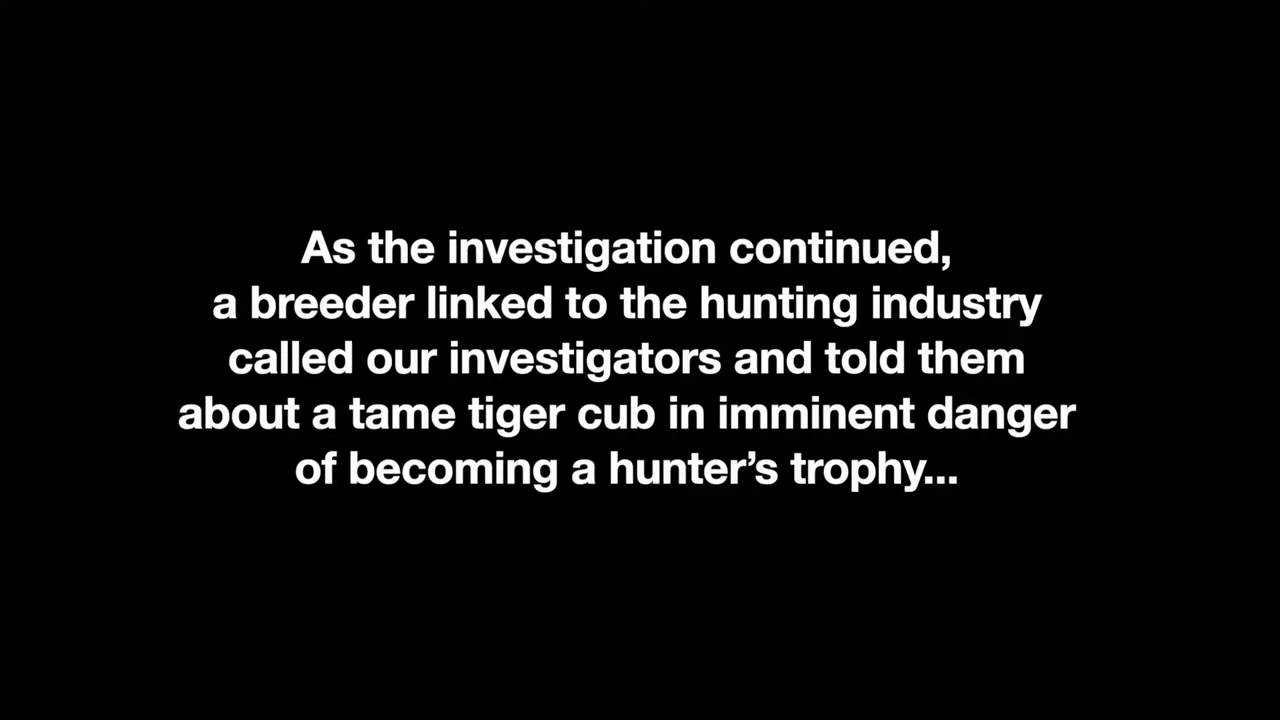 As the investigation continued,
a breeder linked to the hunting industry
called our investigators and told them
about a tame tiger cub in imminent danger
of becoming a hunter’s trophy...